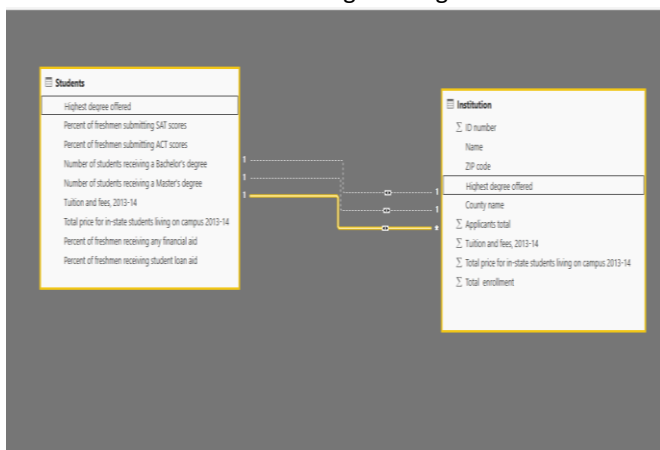 Students
Highest degree offered
Percent of freshmen submitting SAT scores
Percent of freshmen submitting ACT scores
Number of students receiving a Bachelor's degree
Number of students receiving a Master's degree
Tuition and fees, 2013-14
Total price for in-state students living on campus 2013-14
Percent of freshmen receiving any financial aid
Percent of freshmen receiving student loan aid
1
1
1
1
1
*
Institution
∑ ID number
Name
ZIP code
Highest degree offered
County name
∑ Applicants total
∑ Tuition and fees, 2013-14
∑ Total price for in-state students living on campus 2013-14
∑ Total enrollment